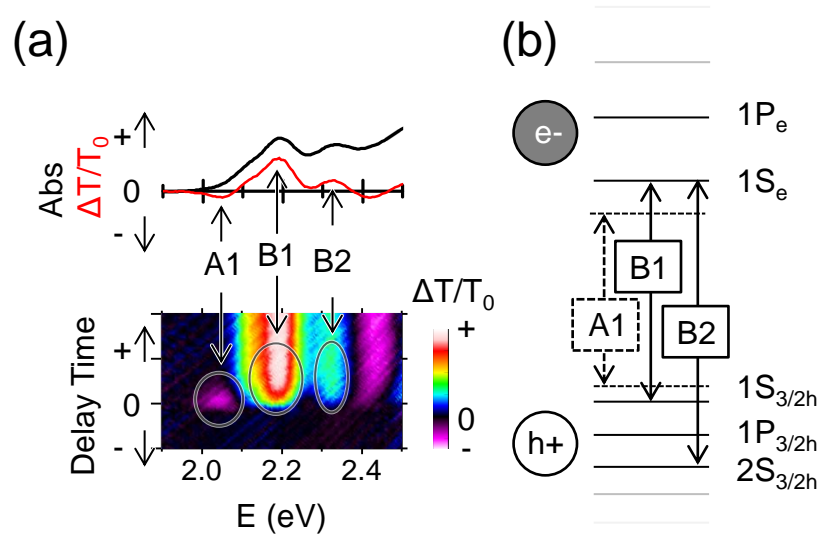 (a)
(b)
+
0
-
Abs
ΔT/T0
A1
B1
B2
ΔT/T0
+
0
-
Delay Time
+
0
-
2.0
2.2
2.4
E (eV)
e-
h+
1Pe
1Se
B1
A1
B2
1S3/2h
1P3/2h
2S3/2h